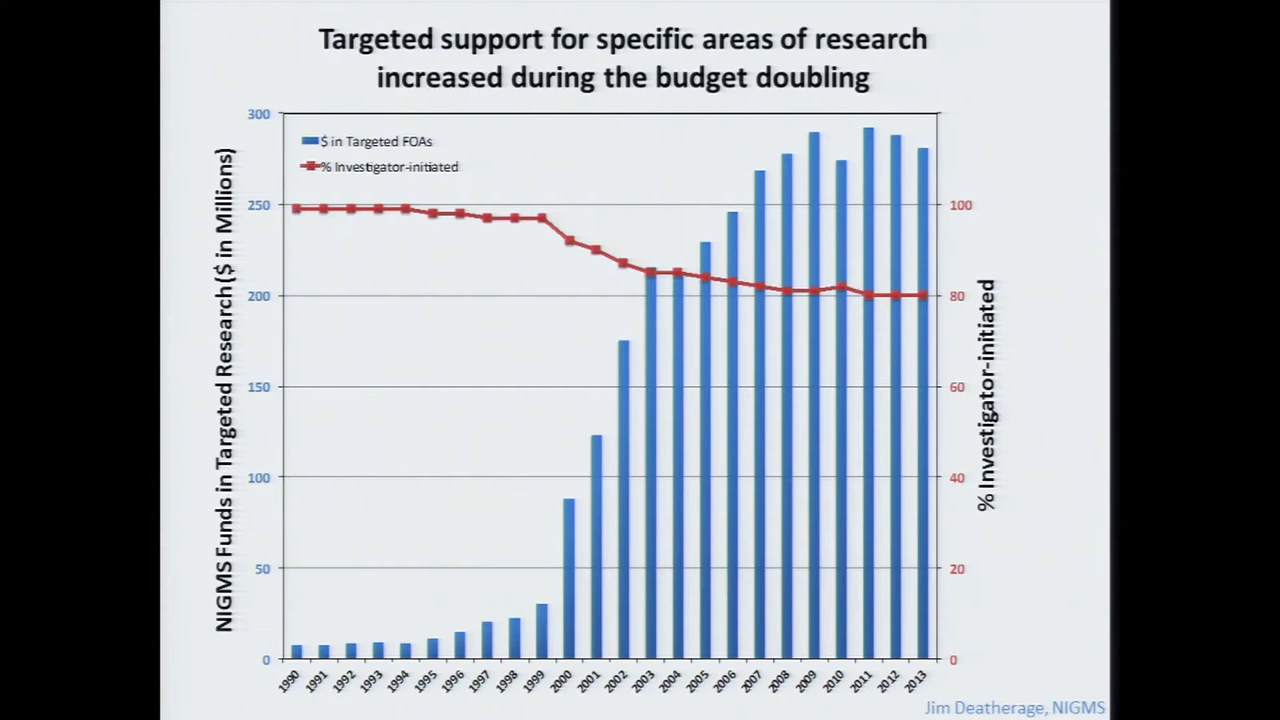 Targeted support for specific areas of research
increased during the budget doubling
$ in Targeted FOAs
% Investigator-initiated
NIGMS Funds in Targeted Research ($ in Millions)
300
250
200
150
100
50
0
100
80
60
40
20
0
% Investigator-initiated
1990 1991 1992 1993 1994 1995 1996 1997 1998 1999 2000 2001 2002 2003 2004 2005 2006 2007 2008 2009 2010 2011 2012 2013
Jim Deatherage, NIGMS